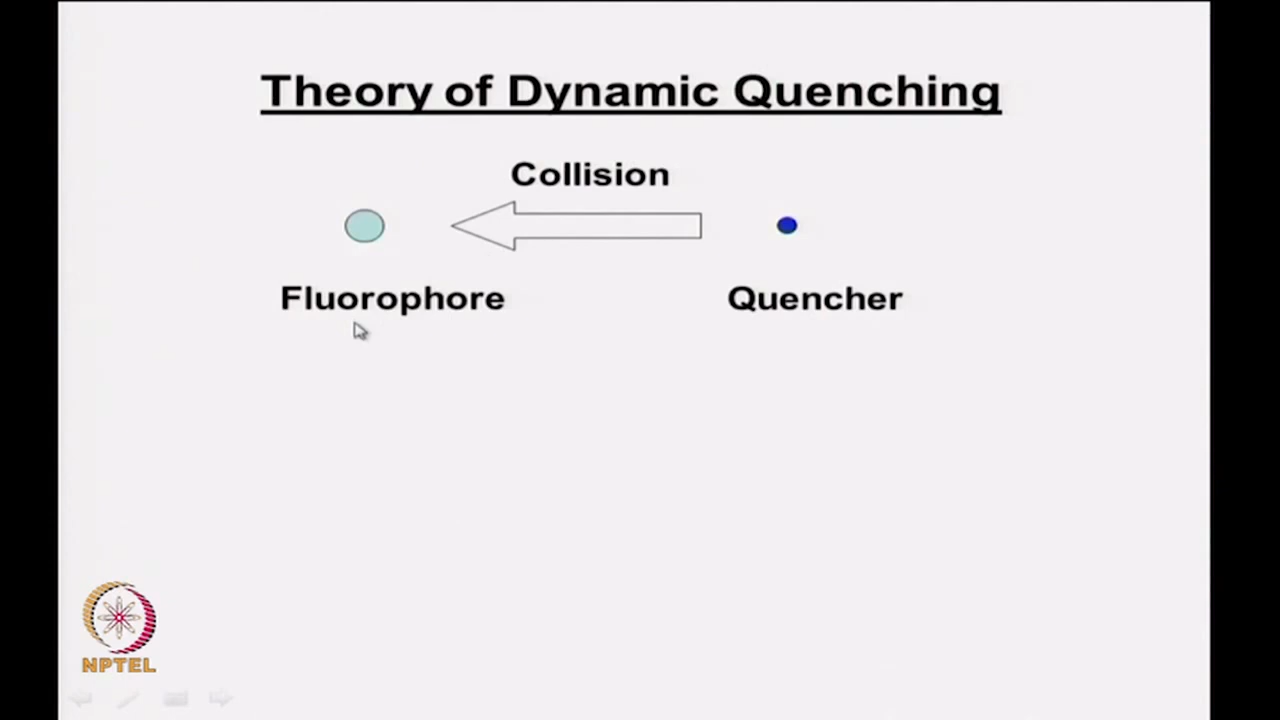 Theory of Dynamic Quenching
Collision
Fluorophore
Quencher
NPTEL